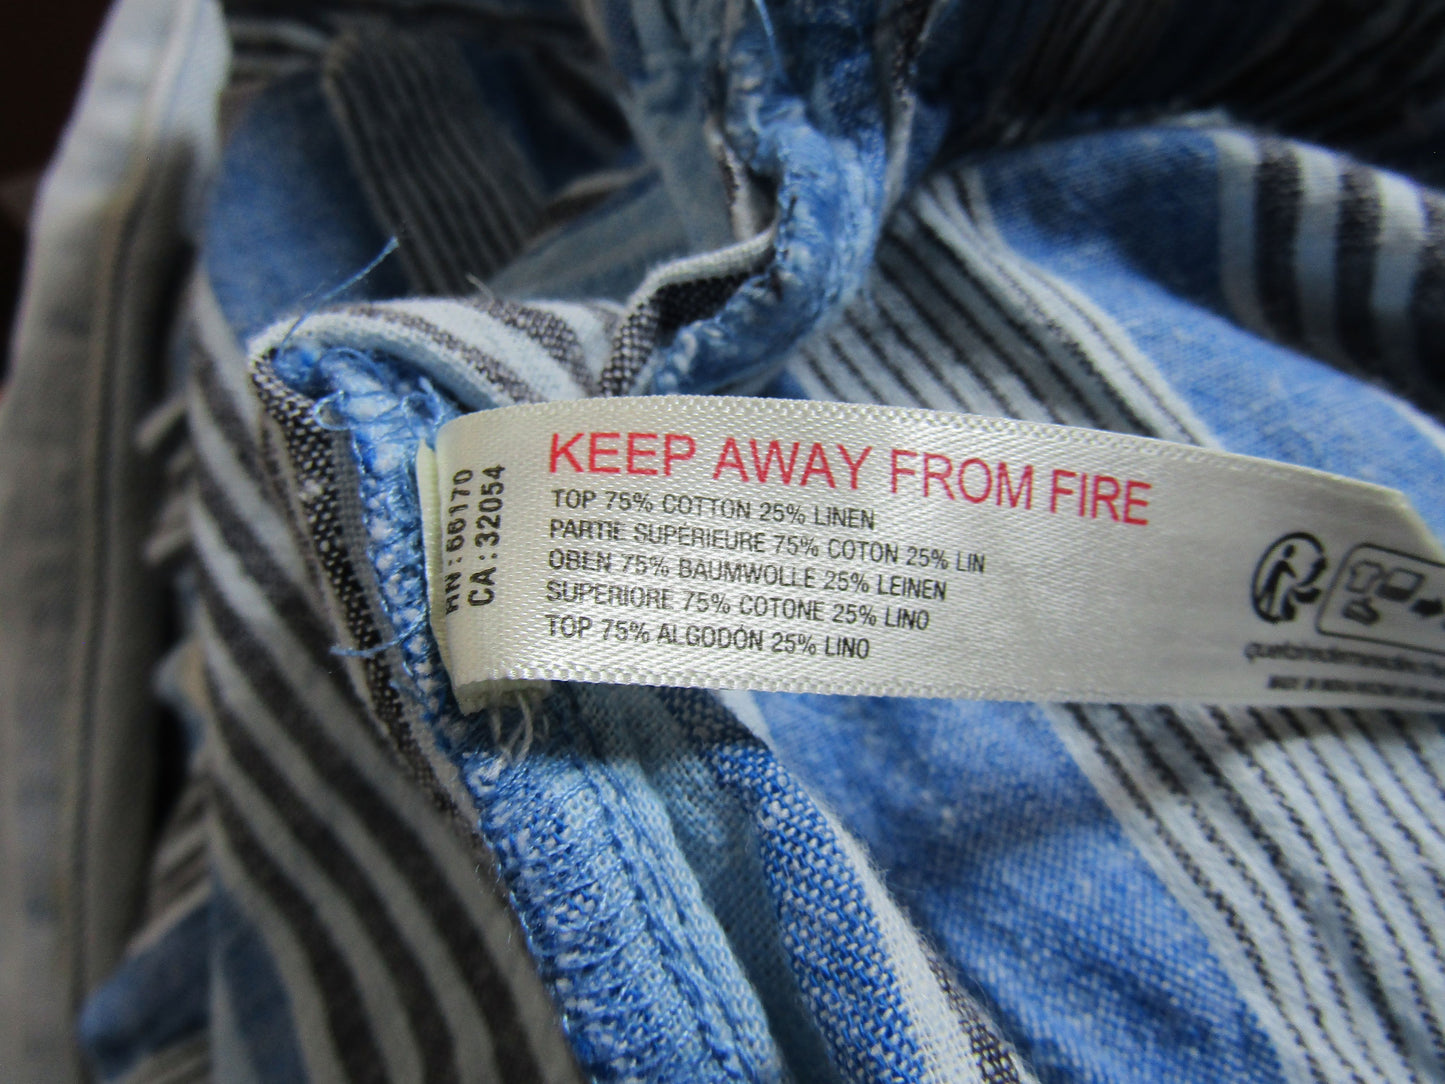 KEEP AWAY FROM FIRE
TOP 75% COTTON 25% LINEN
PARTIE SUPÉRIEURE 75% COTON 25% LIN
OBEN 75% BAUMWOLLE 25% LEINEN
SUPERIORE 75% COTONE 25% LINO
TOP 75% ALGODÓN 25% LINO
RN:66170
CA:32054